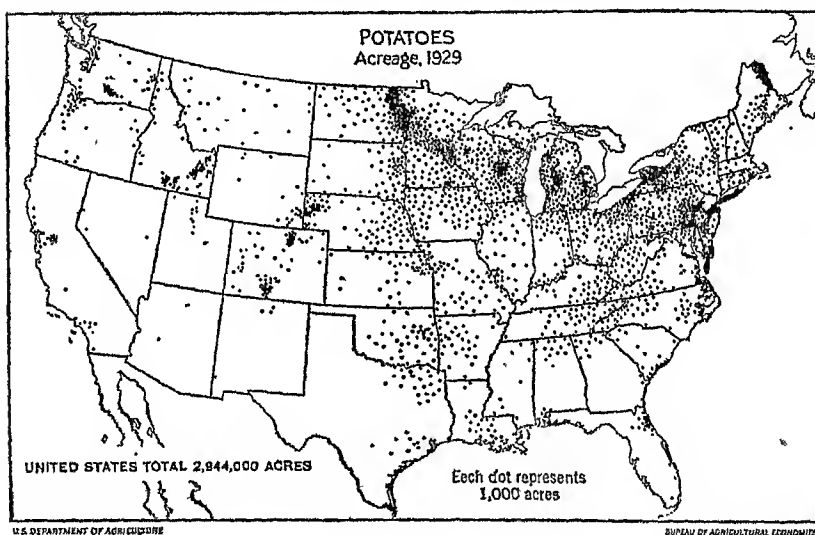 POTATOES
Acreage, 1929
UNITED STATES TOTAL 2,944,000 ACRES
Each dot represents
1,000 acres
U.S. DEPARTMENT OF AGRICULTURE
BUREAU OF AGRICULTURAL ECONOMICS